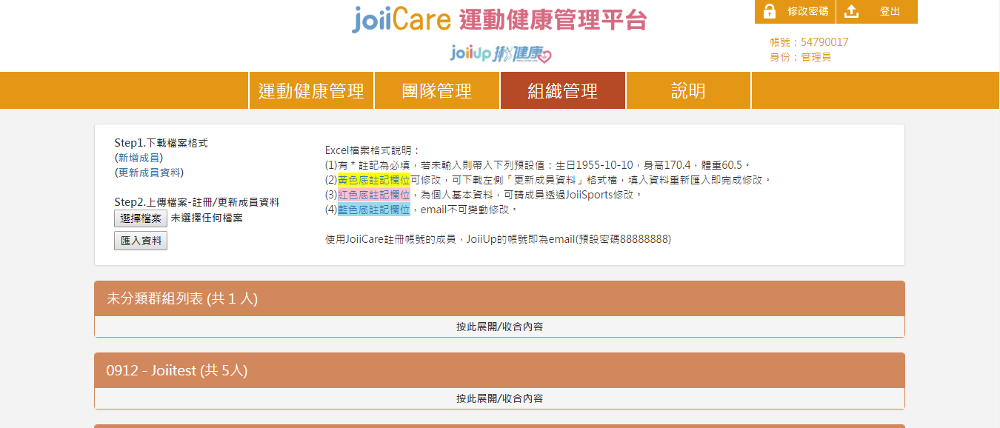 joiiCare 運動健康管理平台
修改密碼
登出
joiiup 揪健康
帳號：54790017
身份：管理員
運動健康管理
團隊管理
組織管理
說明
Step1.下載檔案格式
(新增成員)
(更新成員資料)
Step2.上傳檔案-註冊/更新成員資料
選擇檔案 未選擇任何檔案
匯入資料
Excel檔案格式說明：
(1)有 * 註記為必填，若未輸入則帶入下列預設值：生日1955-10-10，身高170.4，體重60.5。
(2)黃色底註記欄位可修改，可下載左側「更新成員資料」格式檔，填入資料重新匯入即完成修改。
(3)紅色底註記欄位，為個人基本資料，可請成員透過JoiiSports修改。
(4)藍色底註記欄位，email不可變動修改。
使用JoiiCare註冊帳號的成員，JoiiUp的帳號即為email(預設密碼88888888)
未分類群組列表 (共 1 人)
按此展開/收合內容
0912 - Joiitest (共 5人)
按此展開/收合內容